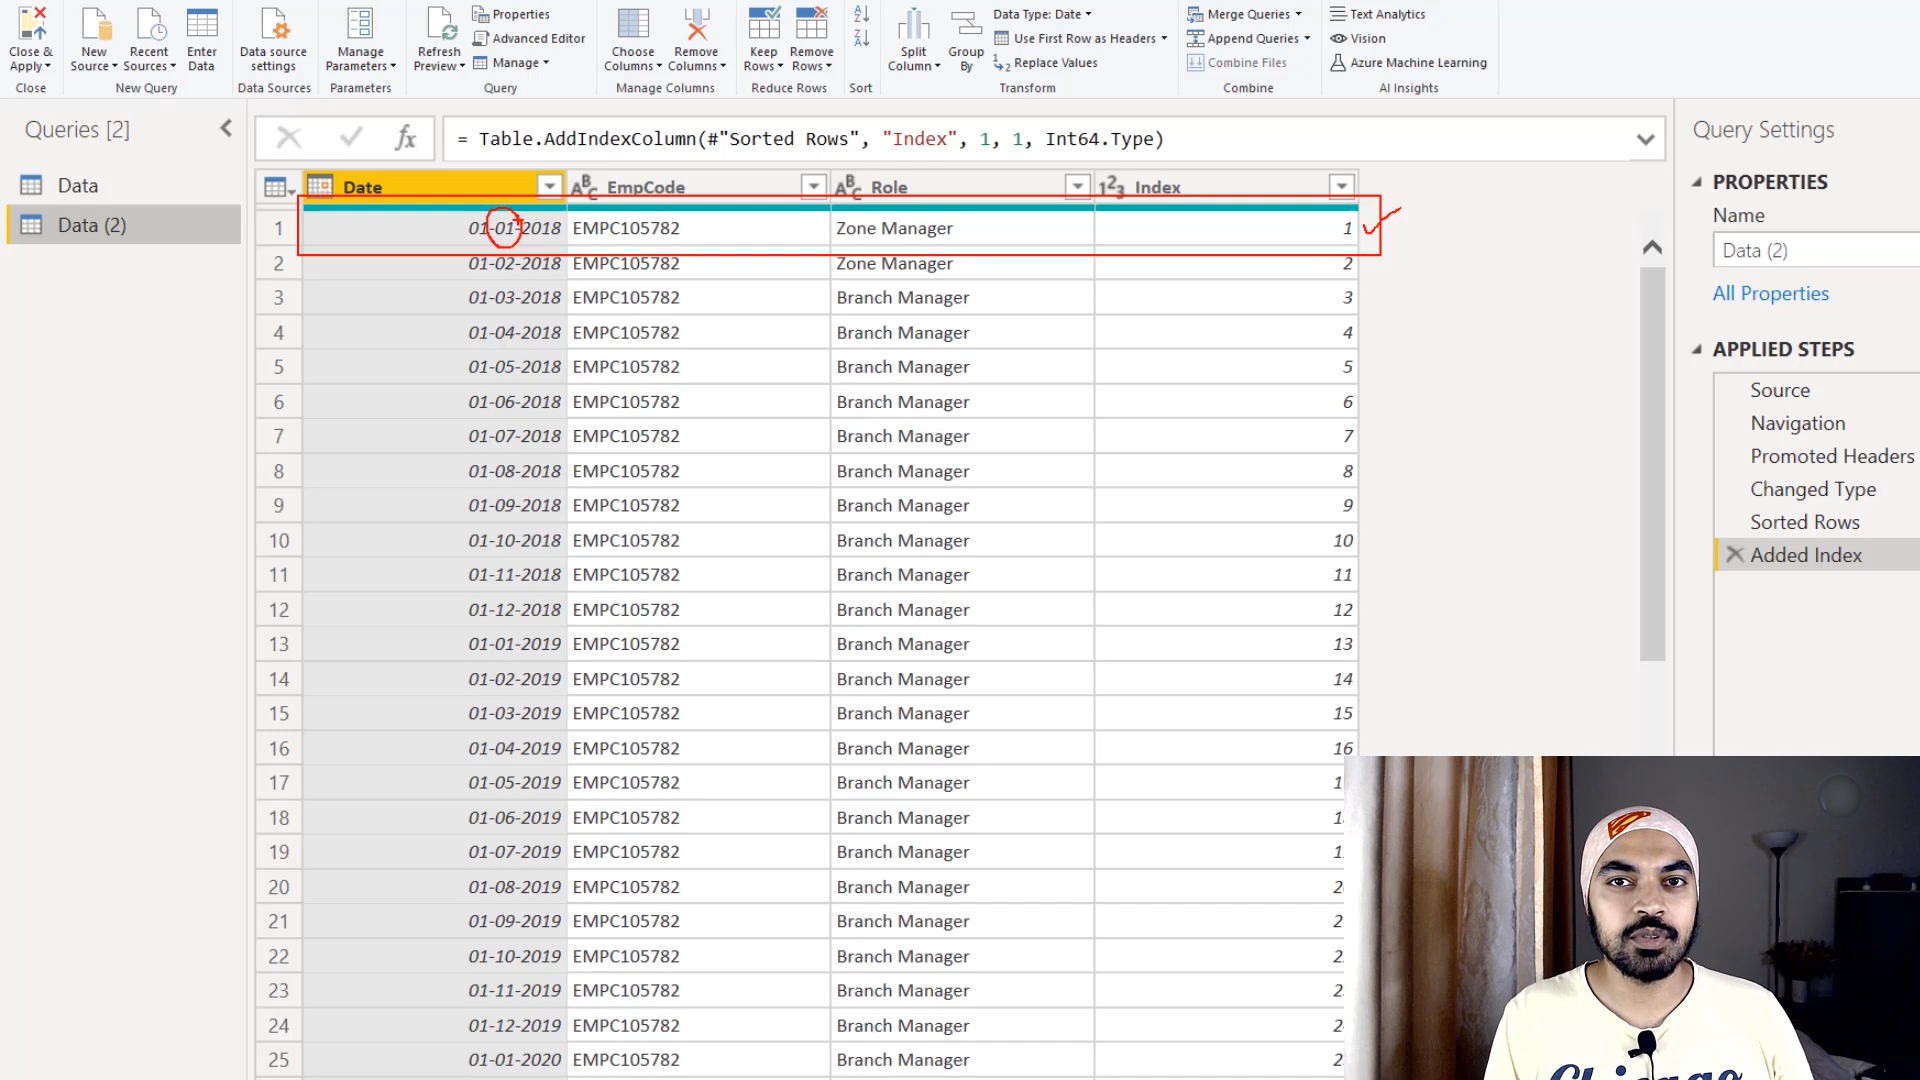 Close & Apply
New Source
Recent Sources
Enter Data
Data source settings
Manage Parameters
Refresh Preview
Properties
Advanced Editor
Manage
Choose Columns
Remove Columns
Keep Rows
Remove Rows
Split Column
Group By
Data Type: Date
Use First Row as Headers
Replace Values
Merge Queries
Append Queries
Combine Files
Text Analytics
Vision
Azure Machine Learning
Close
New Query
Data Sources
Parameters
Query
Manage Columns
Reduce Rows
Sort
Transform
Combine
AI Insights
Queries [2]
Data
Data (2)
fx
= Table.AddIndexColumn(#"Sorted Rows", "Index", 1, 1, Int64.Type)
Date EmpCode Role Index
1 01-01-2018 EMPC105782 Zone Manager 1
2 01-02-2018 EMPC105782 Zone Manager 2
3 01-03-2018 EMPC105782 Branch Manager 3
4 01-04-2018 EMPC105782 Branch Manager 4
5 01-05-2018 EMPC105782 Branch Manager 5
6 01-06-2018 EMPC105782 Branch Manager 6
7 01-07-2018 EMPC105782 Branch Manager 7
8 01-08-2018 EMPC105782 Branch Manager 8
9 01-09-2018 EMPC105782 Branch Manager 9
10 01-10-2018 EMPC105782 Branch Manager 10
11 01-11-2018 EMPC105782 Branch Manager 11
12 01-12-2018 EMPC105782 Branch Manager 12
13 01-01-2019 EMPC105782 Branch Manager 13
14 01-02-2019 EMPC105782 Branch Manager 14
15 01-03-2019 EMPC105782 Branch Manager 15
16 01-04-2019 EMPC105782 Branch Manager 16
17 01-05-2019 EMPC105782 Branch Manager
18 01-06-2019 EMPC105782 Branch Manager
19 01-07-2019 EMPC105782 Branch Manager
20 01-08-2019 EMPC105782 Branch Manager
21 01-09-2019 EMPC105782 Branch Manager
22 01-10-2019 EMPC105782 Branch Manager
23 01-11-2019 EMPC105782 Branch Manager
24 01-12-2019 EMPC105782 Branch Manager
25 01-01-2020 EMPC105782 Branch Manager
Query Settings
PROPERTIES
Name
Data (2)
All Properties
APPLIED STEPS
Source
Navigation
Promoted Headers
Changed Type
Sorted Rows
Added Index